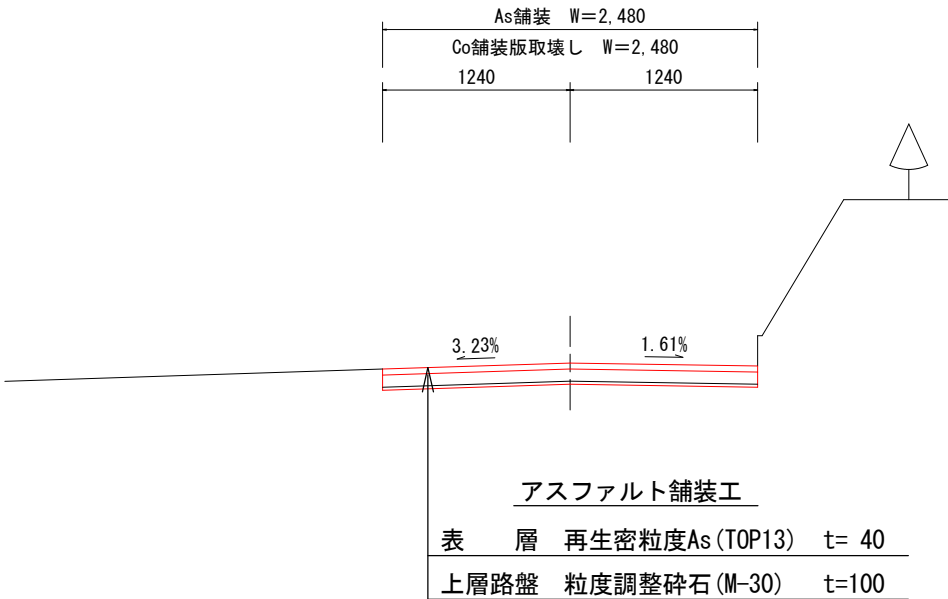 As舗装 W＝2,480
Co舗装版取壊し W＝2,480
1240 1240
3.23% 1.61%
アスファルト舗装工
表 層 再生密粒度As(TOP13) t= 40
上層路盤 粒度調整砕石(M-30) t=100